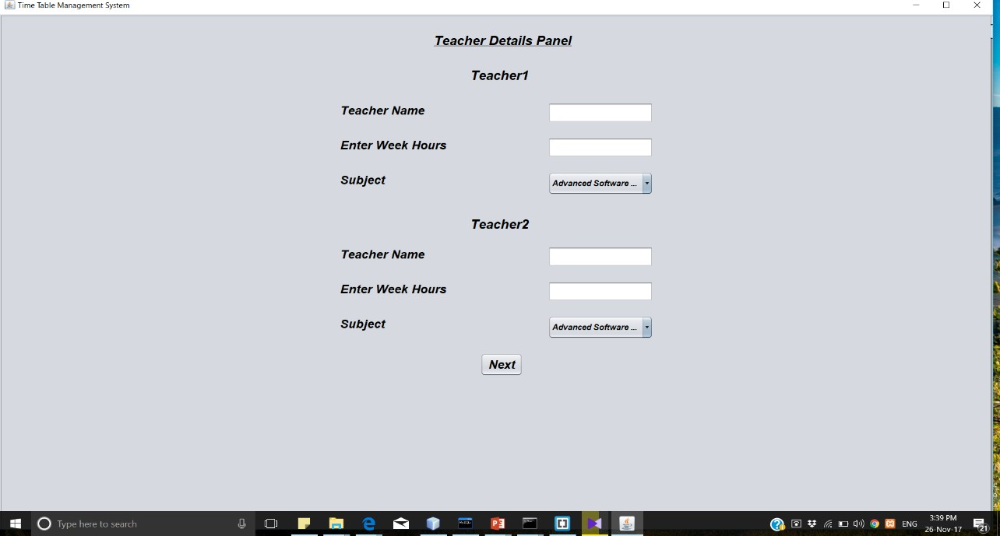 Time Table Management System
Teacher Details Panel
Teacher1
Teacher Name
Enter Week Hours
Subject
Advanced Software ...
Teacher2
Teacher Name
Enter Week Hours
Subject
Advanced Software ...
Next
Type here to search
ENG
3:39 PM
26-Nov-17
21